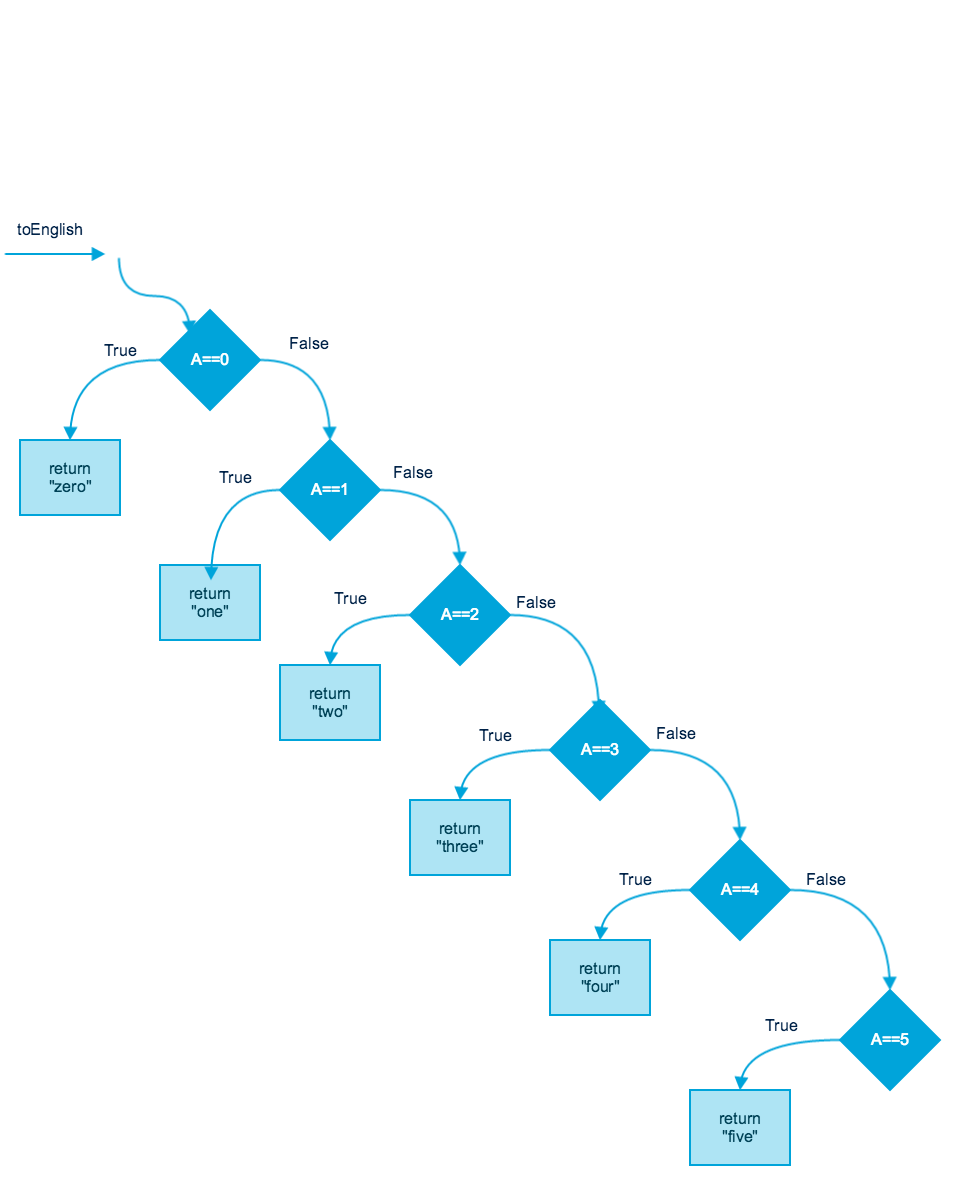 toEnglish
A==0
True
False
return
"zero"
A==1
True
False
return
"one"
A==2
True
False
return
"two"
A==3
True
False
return
"three"
A==4
True
False
return
"four"
A==5
True
return
"five"